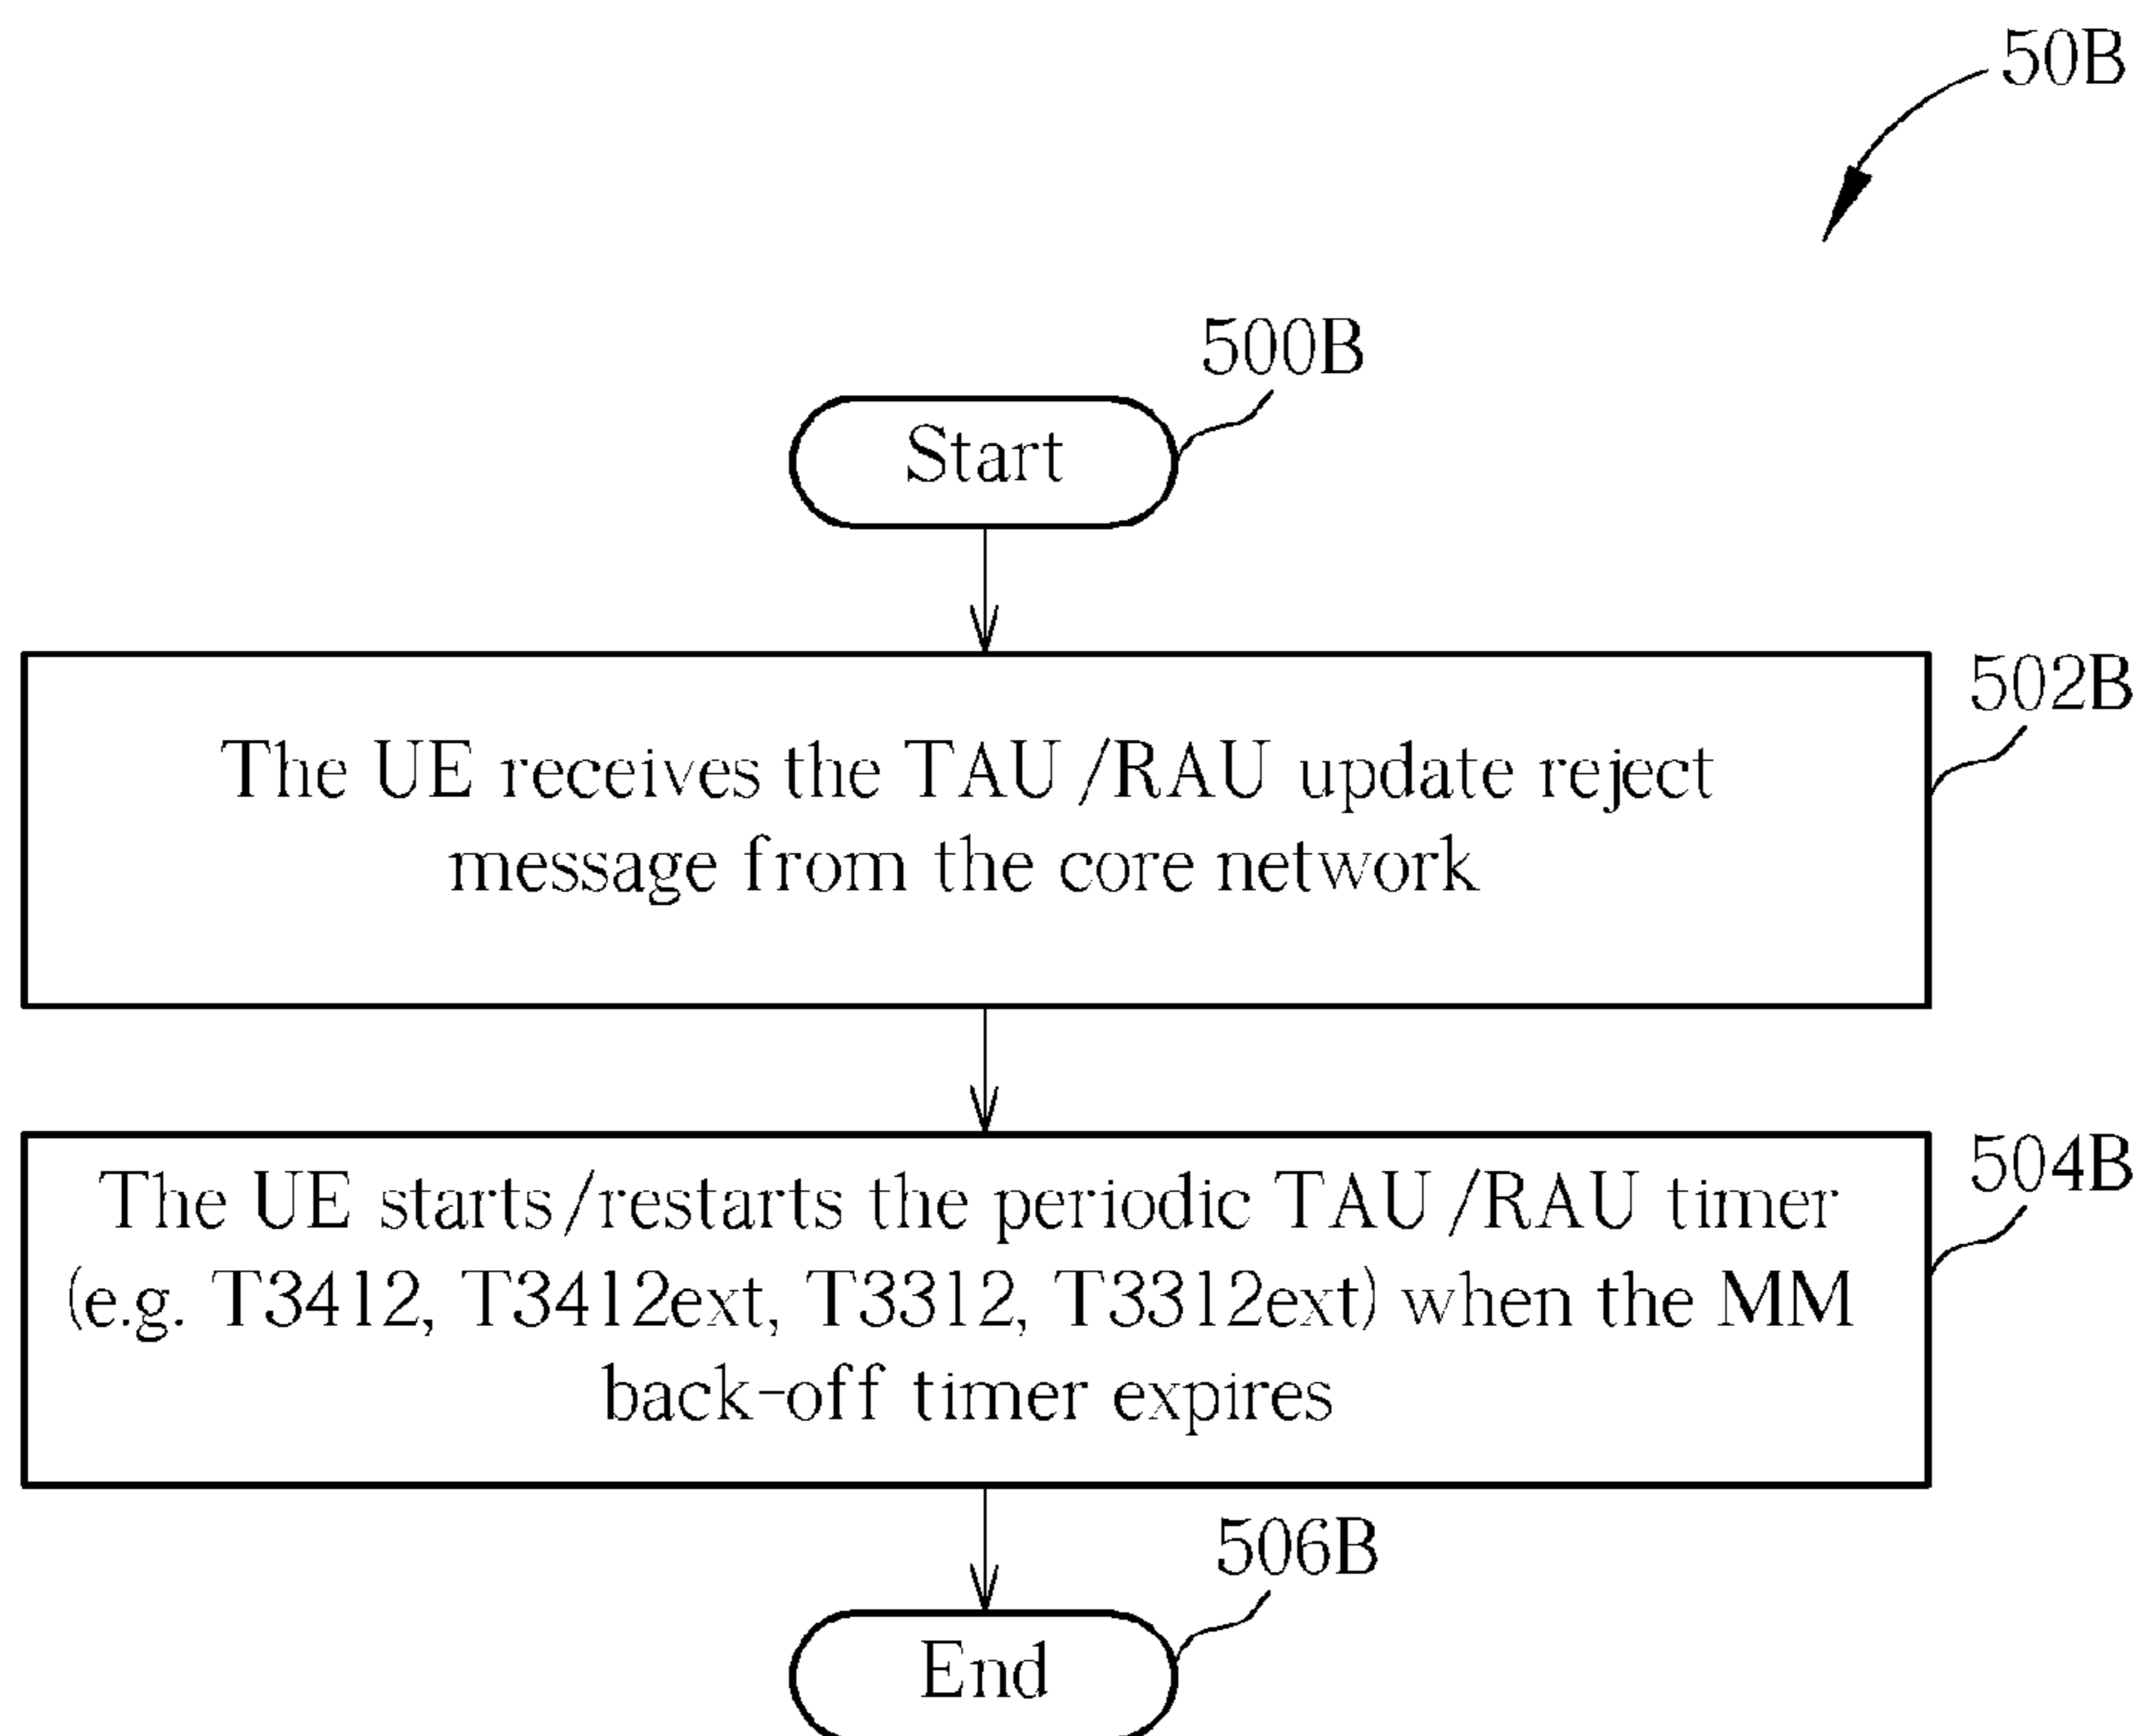 50B
500B
Start
502B
The UE receives the TAU/RAU update reject
message from the core network
504B
The UE starts/restarts the periodic TAU/RAU timer
(e.g. T3412, T3412ext, T3312, T3312ext) when the MM
back-off timer expires
506B
End